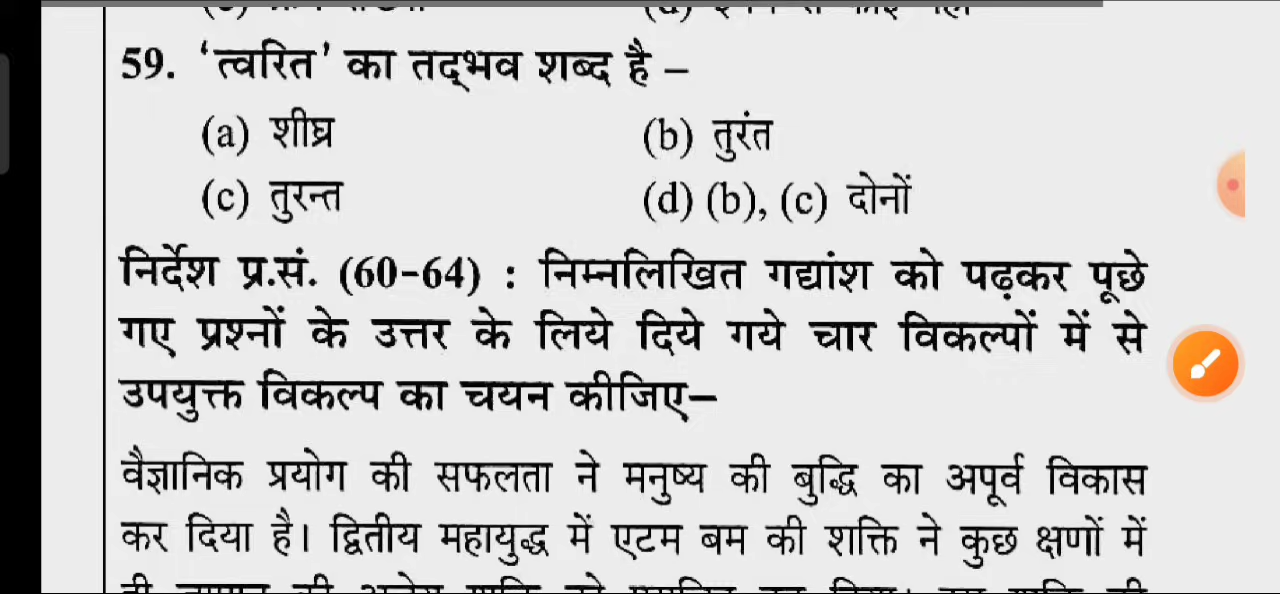 59. ‘त्वरित’ का तद्भव शब्द है –
(a) शीघ्र (b) तुरंत
(c) तुरन्त (d) (b), (c) दोनों
निर्देश प्र.सं. (60-64) : निम्नलिखित गद्यांश को पढ़कर पूछे
गए प्रश्नों के उत्तर के लिये दिये गये चार विकल्पों में से
उपयुक्त विकल्प का चयन कीजिए–
वैज्ञानिक प्रयोग की सफलता ने मनुष्य की बुद्धि का अपूर्व विकास
कर दिया है। द्वितीय महायुद्ध में एटम बम की शक्ति ने कुछ क्षणों में